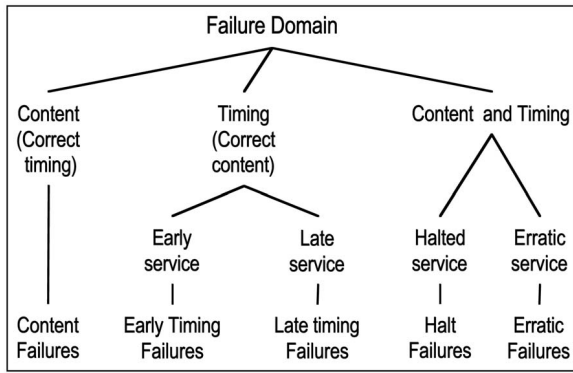 Failure Domain
Content
(Correct
timing)
Timing
(Correct
content)
Content and Timing
Early
service
Late
service
Halted
service
Erratic
service
Content
Failures
Early Timing
Failures
Late timing
Failures
Halt
Failures
Erratic
Failures